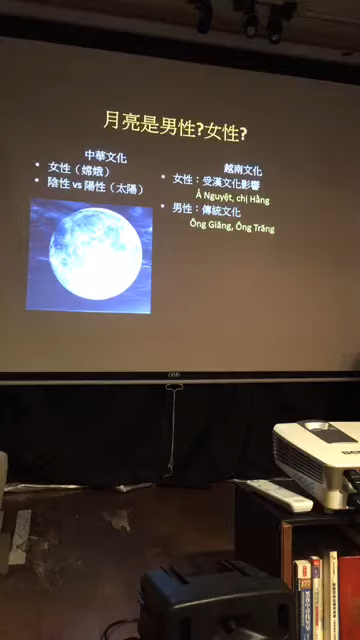 月亮是男性?女性?
中華文化
• 女性（嫦娥）
• 陰性 vs 陽性（太陽）
越南文化
• 女性：受漢文化影響
Ả Nguyệt, chị Hằng
• 男性：傳統文化
Ông Giăng, Ông Trăng